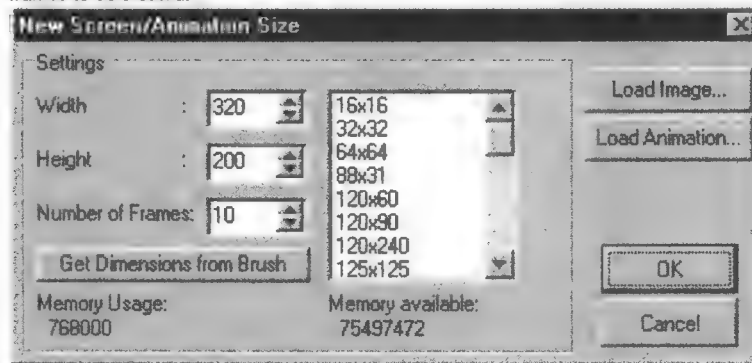 New Screen/Animation Size
Settings
Width : 320
Height : 200
Number of Frames: 10
Get Dimensions from Brush
Memory Usage:
768000
16x16
32x32
64x64
88x31
120x60
120x90
120x240
125x125
Memory available:
75497472
Load Image...
Load Animation...
OK
Cancel